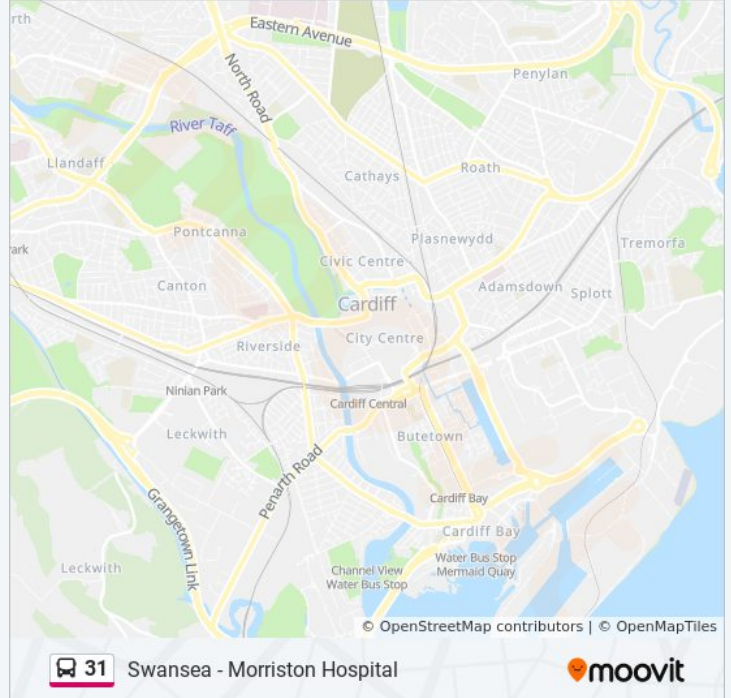 rth
Eastern Avenue
North Road
Penylan
River Taff
Llandaff
Cathays
Roath
Pontcanna
Plasnewydd
ark
Civic Centre
Tremorfa
Canton
Adamsdown
Splott
Cardiff
City Centre
Riverside
Ninian Park
Cardiff Central
Leckwith
Butetown
Penarth Road
Grangetown Link
Cardiff Bay
Cardiff Bay
Leckwith
Channel View
Water Bus Stop
Water Bus Stop
Mermaid Quay
© OpenStreetMap contributors | © OpenMapTiles
31 Swansea - Morriston Hospital
moovit